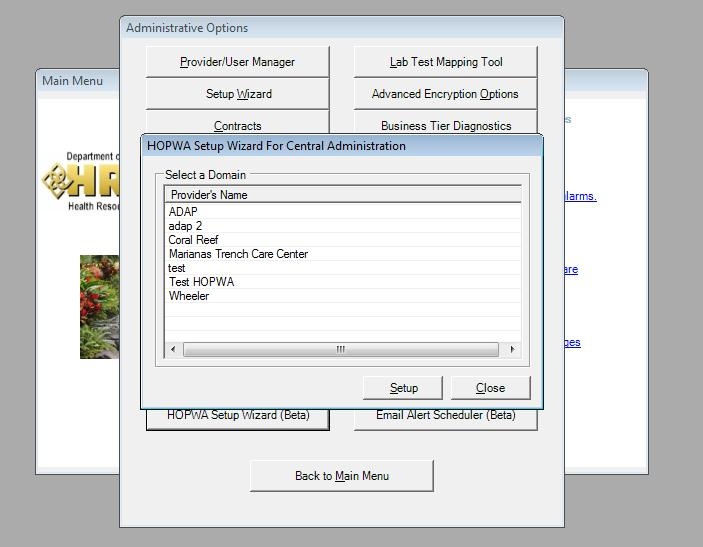 Administrative Options
Provider/User Manager
Lab Test Mapping Tool
Main Menu
Setup Wizard
Advanced Encryption Options
Contracts
Business Tier Diagnostics
HOPWA Setup Wizard For Central Administration
Department o
HR
Health Resou
Select a Domain
Provider's Name
ADAP
adap 2
Coral Reef
Marianas Trench Care Center
test
Test HOPWA
Wheeler
larms.
Setup
Close
HOPWA Setup Wizard (Beta)
Email Alert Scheduler (Beta)
Back to Main Menu